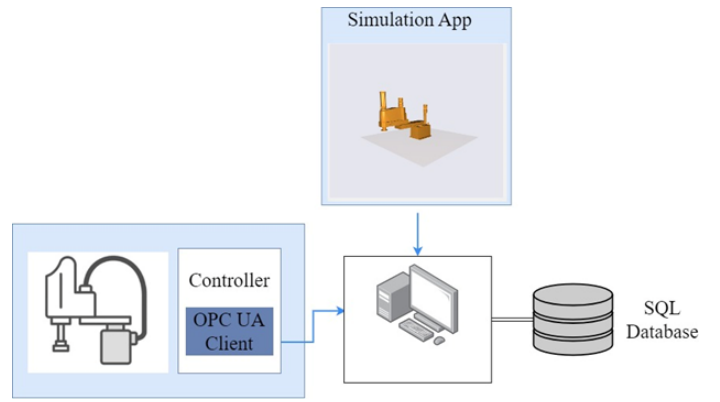 Simulation App
Controller
OPC UA
Client
SQL
Database